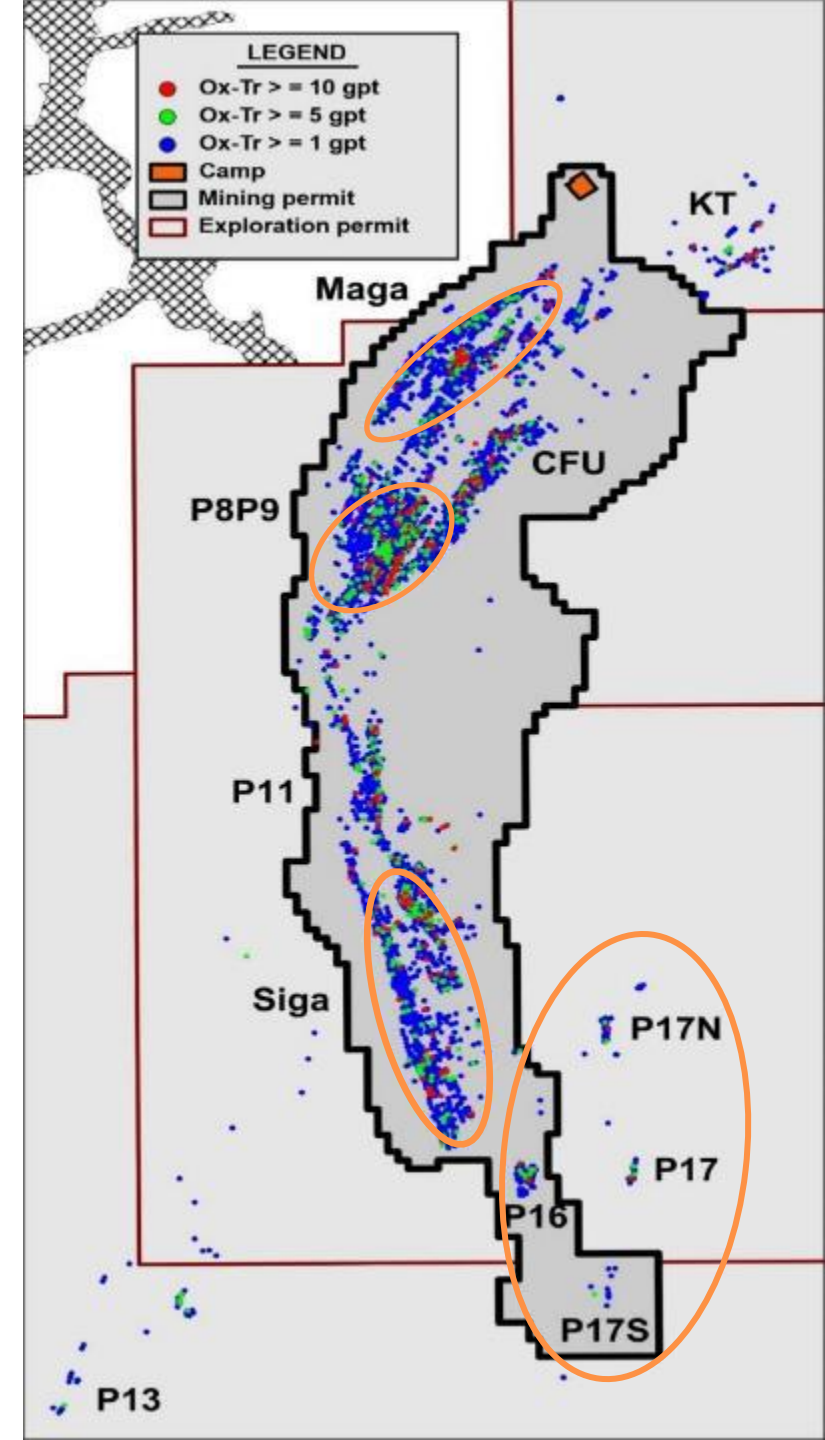 LEGEND
Ox-Tr > = 10 gpt
Ox-Tr > = 5 gpt
Ox-Tr > = 1 gpt
Camp
Mining permit
Exploration permit
KT
Maga
CFU
P8P9
P11
Siga
P17N
P17
P16
P17S
P13